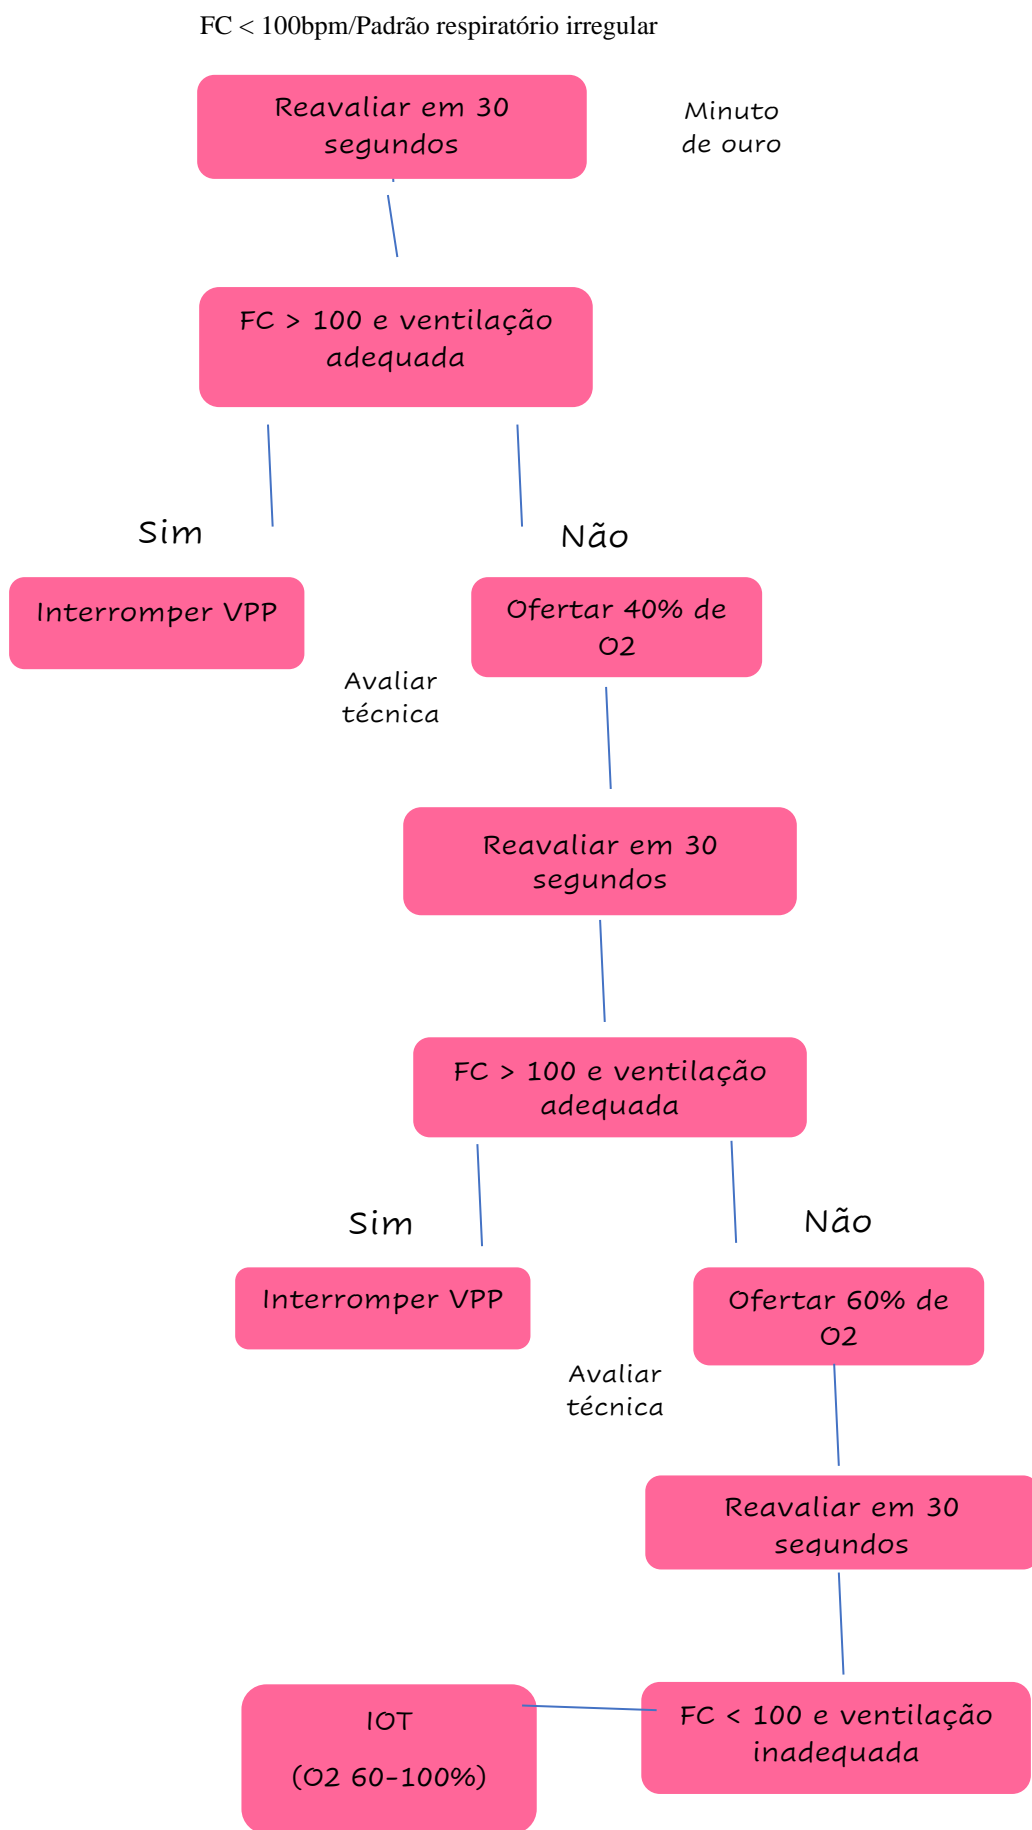 FC < 100bpm/Padrão respiratório irregular
Reavaliar em 30
segundos
Minuto
de ouro
FC > 100 e ventilação
adequada
Sim
Não
Interromper VPP
Ofertar 40% de
O2
Avaliar
técnica
Reavaliar em 30
segundos
FC > 100 e ventilação
adequada
Sim
Não
Interromper VPP
Ofertar 60% de
O2
Avaliar
técnica
Reavaliar em 30
segundos
FC < 100 e ventilação
inadequada
IOT
(O2 60-100%)